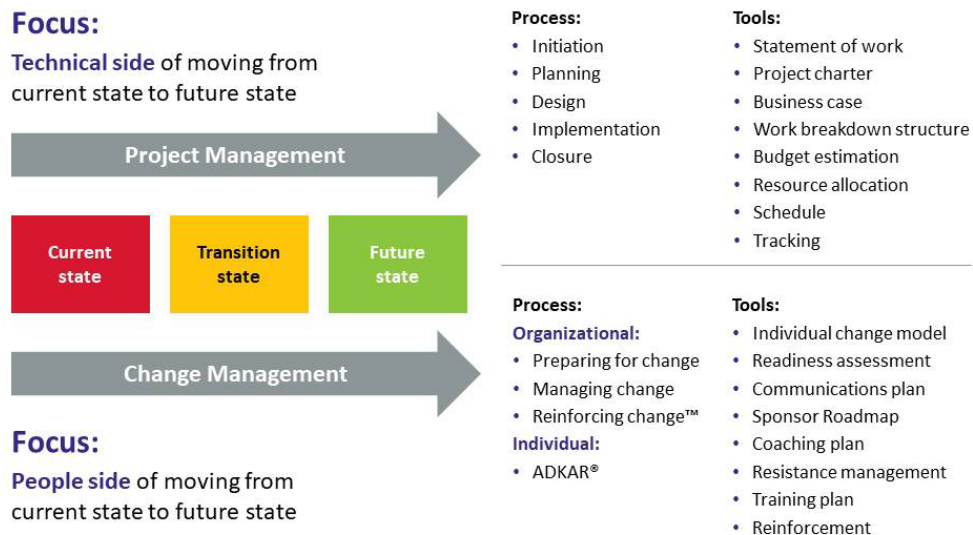 Focus:
Technical side of moving from
current state to future state
Project Management
Current
state
Transition
state
Future
state
Change Management
Focus:
People side of moving from
current state to future state
Process:
• Initiation
• Planning
• Design
• Implementation
• Closure
Tools:
• Statement of work
• Project charter
• Business case
• Work breakdown structure
• Budget estimation
• Resource allocation
• Schedule
• Tracking
Process:
Organizational:
• Preparing for change
• Managing change
• Reinforcing change™
Individual:
• ADKAR®
Tools:
• Individual change model
• Readiness assessment
• Communications plan
• Sponsor Roadmap
• Coaching plan
• Resistance management
• Training plan
• Reinforcement